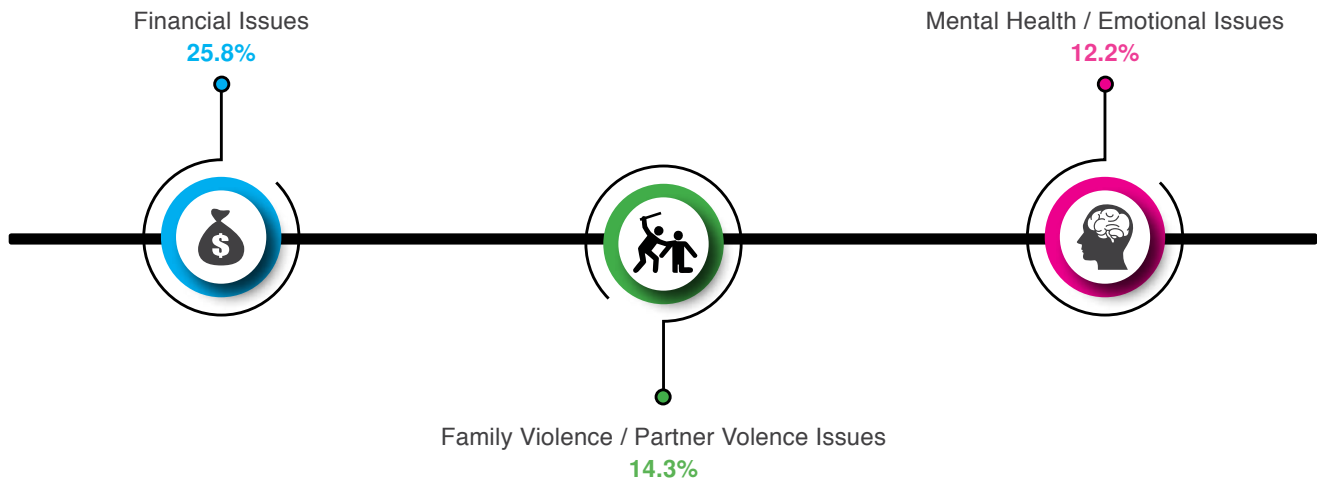 Financial Issues
25.8%
Mental Health / Emotional Issues
12.2%
$
Family Violence / Partner Volence Issues
14.3%